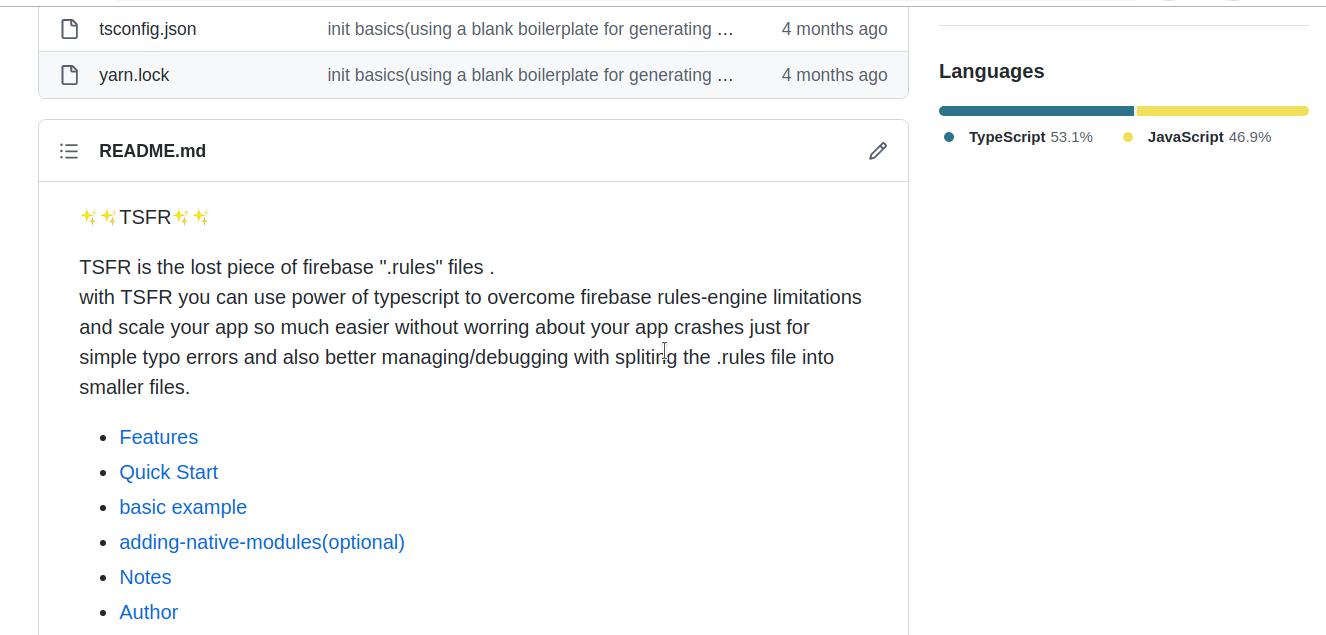 tsconfig.json init basics(using a blank boilerplate for generating ... 4 months ago
yarn.lock init basics(using a blank boilerplate for generating ... 4 months ago
README.md
✨✨TSFR✨✨
TSFR is the lost piece of firebase ".rules" files .
with TSFR you can use power of typescript to overcome firebase rules-engine limitations
and scale your app so much easier without worring about your app crashes just for
simple typo errors and also better managing/debugging with spliting the .rules file into
smaller files.
• Features
• Quick Start
• basic example
• adding-native-modules(optional)
• Notes
• Author
Languages
TypeScript 53.1% JavaScript 46.9%